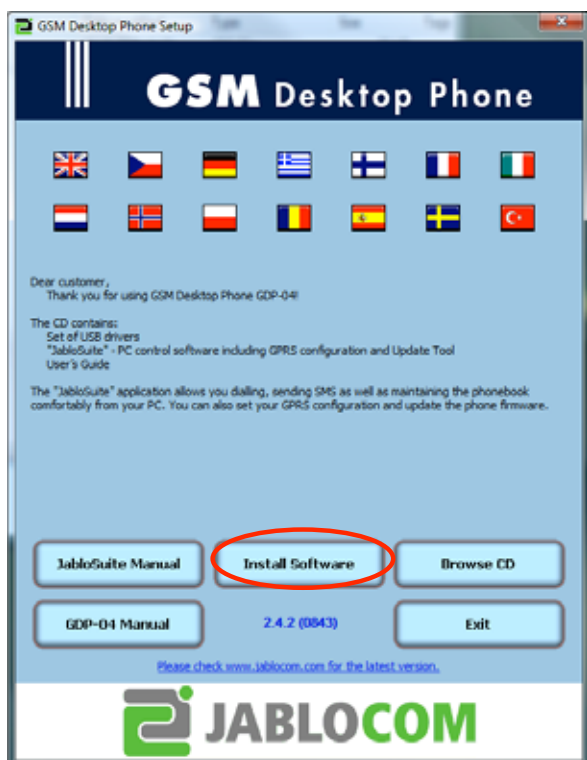 GSM Desktop Phone Setup
GSM Desktop Phone
Dear customer,
Thank you for using GSM Desktop Phone GDP-04!
The CD contains:
Set of USB drivers
"JabloSuite" - PC control software including GPRS configuration and Update Tool
User's Guide
The "JabloSuite" application allows you dialling, sending SMS as well as maintaining the phonebook
comfortably from your PC. You can also set your GPRS configuration and update the phone firmware.
JabloSuite Manual
Install Software
Browse CD
GDP-04 Manual
2.4.2 (0843)
Exit
Please check www.jablocom.com for the latest version.
JABLOCOM